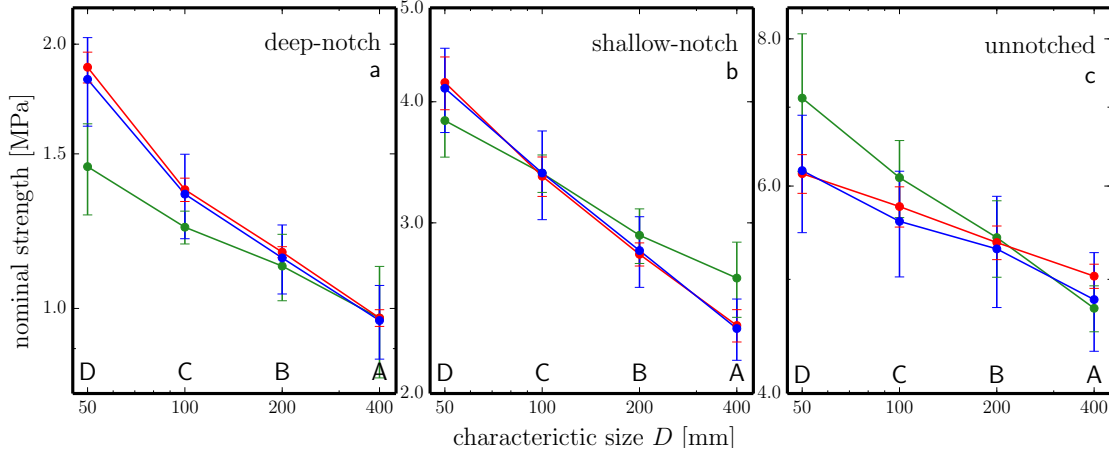 nominal strength [MPa]
2.0
1.5
1.0
deep-notch
a
D C B A
50 100 200 400
5.0
4.0
3.0
2.0
shallow-notch
b
D C B A
50 100 200 400
8.0
6.0
4.0
unnotched
c
D C B A
50 100 200 400
characterictic size D [mm]